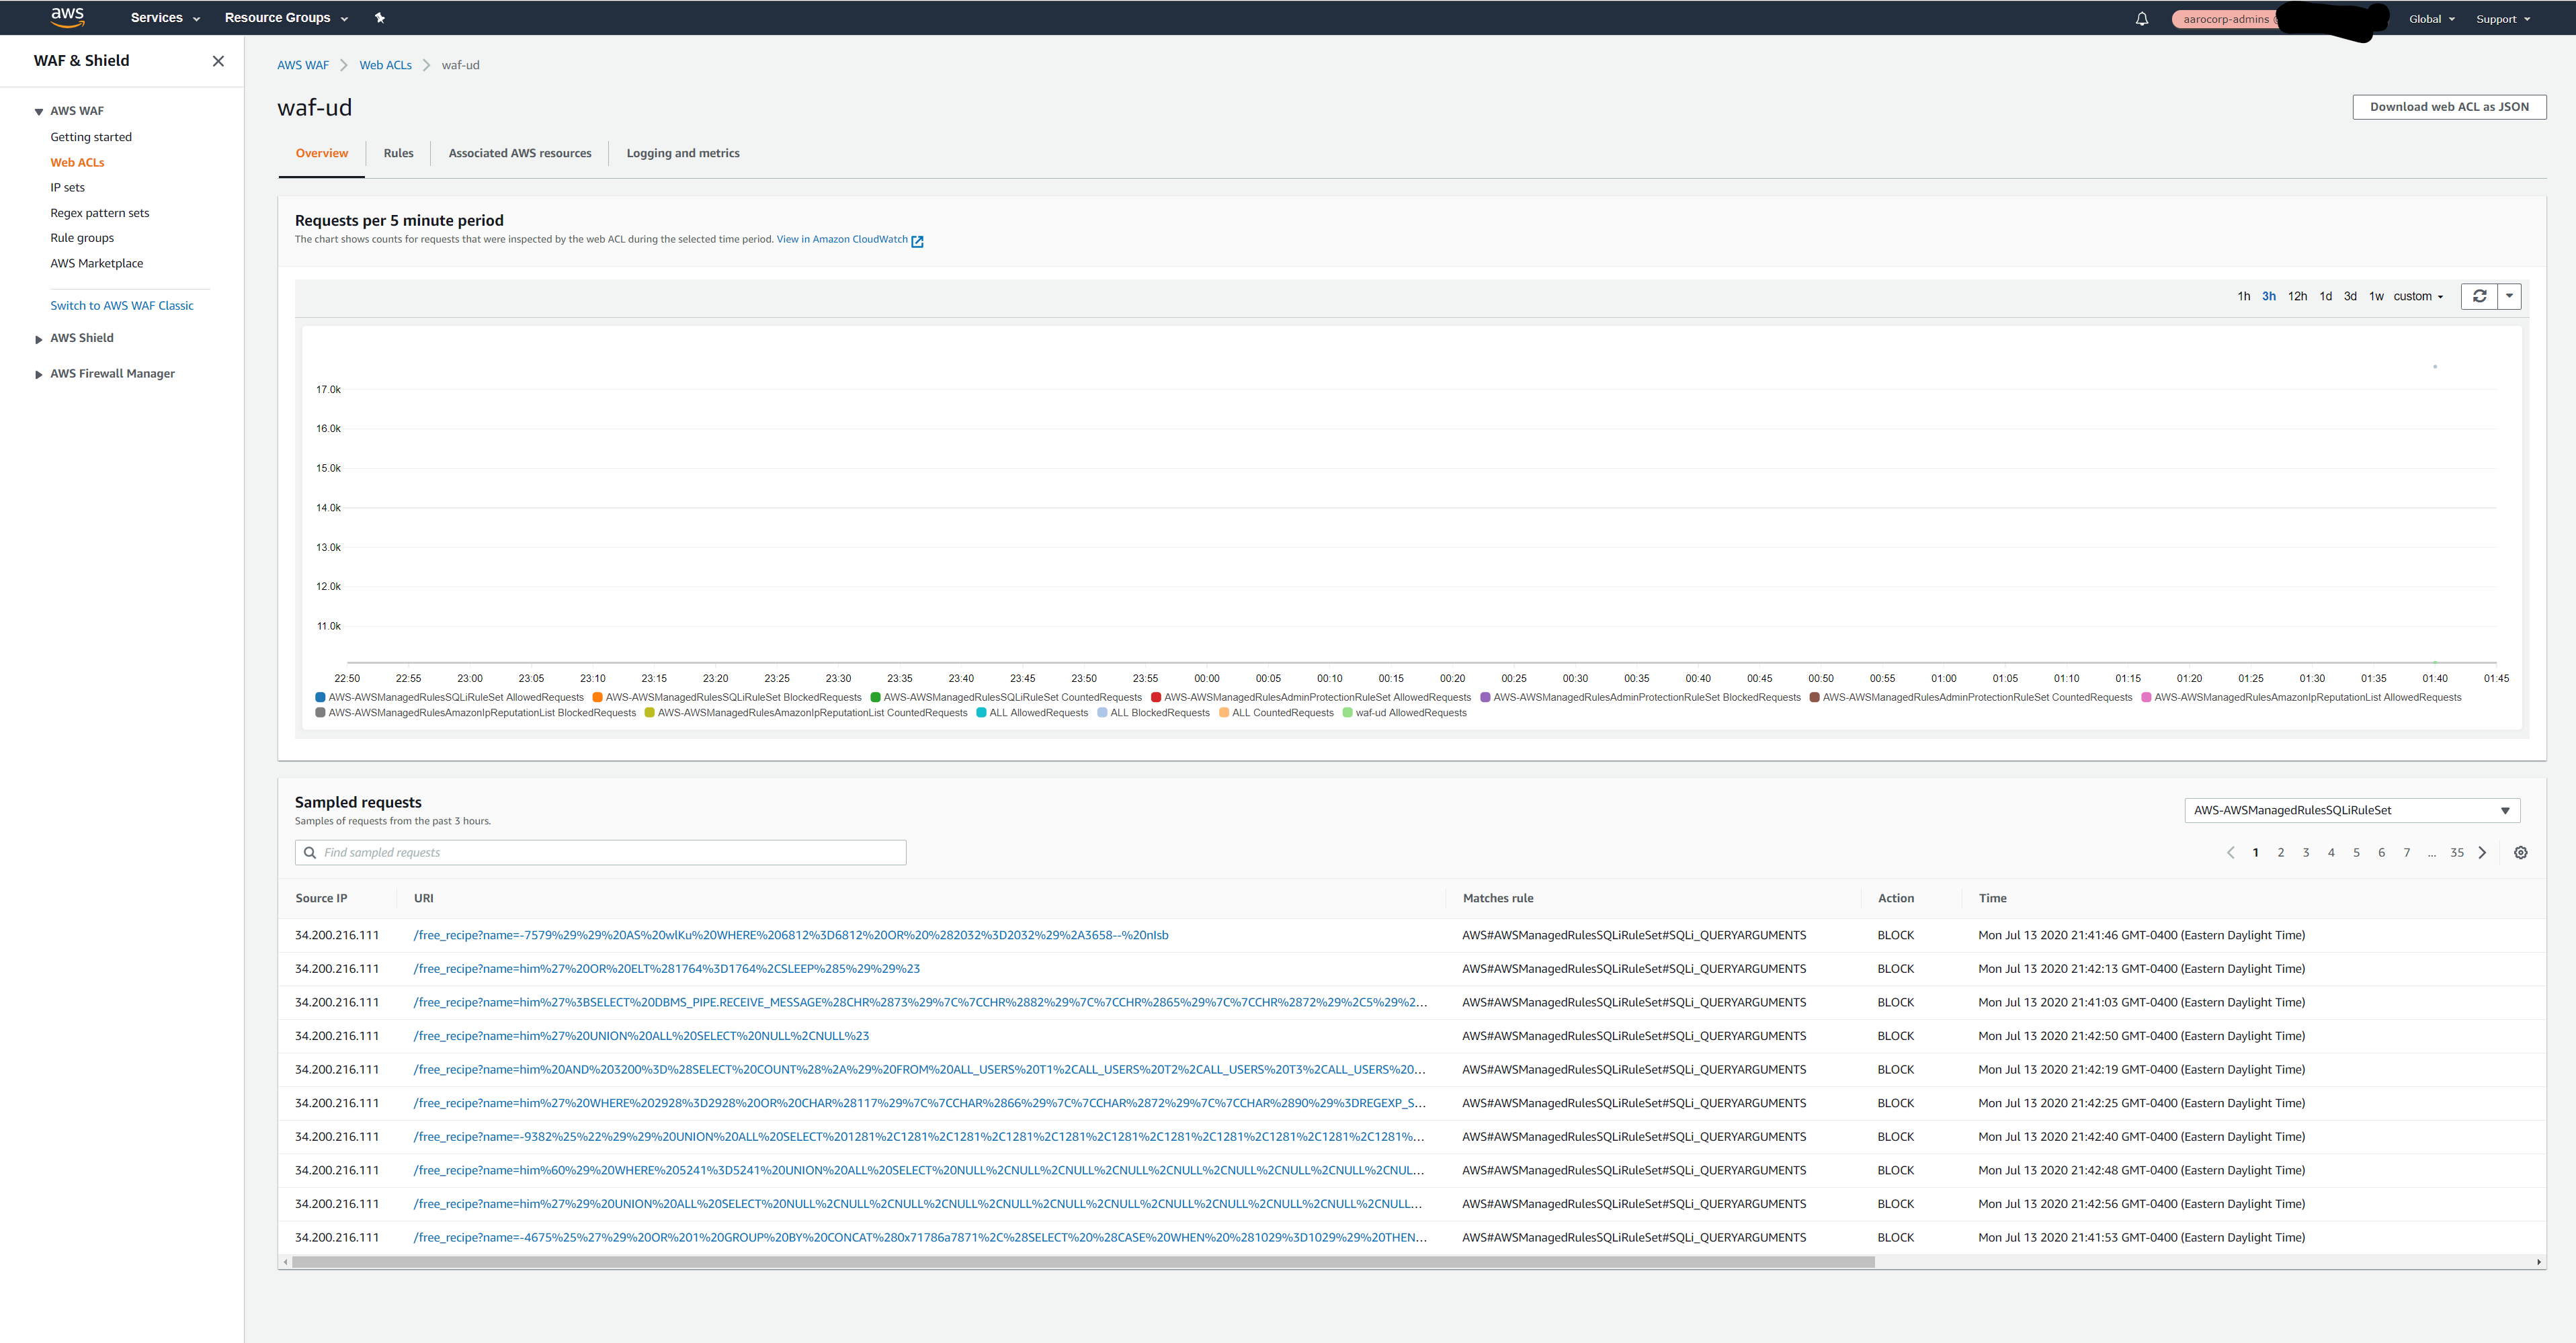 aws Services Resource Groups aarocorp-admins @ Global Support
WAF & Shield
AWS WAF
Getting started
Web ACLs
IP sets
Regex pattern sets
Rule groups
AWS Marketplace
Switch to AWS WAF Classic
AWS Shield
AWS Firewall Manager
AWS WAF > Web ACLs > waf-ud
waf-ud
Download web ACL as JSON
Overview Rules Associated AWS resources Logging and metrics
Requests per 5 minute period
The chart shows counts for requests that were inspected by the web ACL during the selected time period. View in Amazon CloudWatch
1h 3h 12h 1d 3d 1w custom
17.0k
16.0k
15.0k
14.0k
13.0k
12.0k
11.0k
22:50 22:55 23:00 23:05 23:10 23:15 23:20 23:25 23:30 23:35 23:40 23:45 23:50 23:55 00:00 00:05 00:10 00:15 00:20 00:25 00:30 00:35 00:40 00:45 00:50 00:55 01:00 01:05 01:10 01:15 01:20 01:25 01:30 01:35 01:40 01:45
AWS-AWSManagedRulesSQLiRuleSet AllowedRequests AWS-AWSManagedRulesSQLiRuleSet BlockedRequests AWS-AWSManagedRulesSQLiRuleSet CountedRequests AWS-AWSManagedRulesAdminProtectionRuleSet AllowedRequests AWS-AWSManagedRulesAdminProtectionRuleSet BlockedRequests AWS-AWSManagedRulesAdminProtectionRuleSet CountedRequests AWS-AWSManagedRulesAmazonIpReputationList AllowedRequests
AWS-AWSManagedRulesAmazonIpReputationList BlockedRequests AWS-AWSManagedRulesAmazonIpReputationList CountedRequests ALL AllowedRequests ALL BlockedRequests ALL CountedRequests waf-ud AllowedRequests
Sampled requests
Samples of requests from the past 3 hours.
AWS-AWSManagedRulesSQLiRuleSet
Find sampled requests
1 2 3 4 5 6 7 ... 35
Source IP URI Matches rule Action Time
34.200.216.111 /free_recipe?name=-7579%29%29%20AS%20wlKu%20WHERE%206812%3D6812%20OR%20%282032%3D2032%29%2A3658--%20nIsb AWS#AWSManagedRulesSQLiRuleSet#SQLi_QUERYARGUMENTS BLOCK Mon Jul 13 2020 21:41:46 GMT-0400 (Eastern Daylight Time)
34.200.216.111 /free_recipe?name=him%27%20OR%20ELT%281764%3D1764%2CSLEEP%285%29%29%23 AWS#AWSManagedRulesSQLiRuleSet#SQLi_QUERYARGUMENTS BLOCK Mon Jul 13 2020 21:42:13 GMT-0400 (Eastern Daylight Time)
34.200.216.111 /free_recipe?name=him%27%3BSELECT%20DBMS_PIPE.RECEIVE_MESSAGE%28CHR%2873%29%7C%7CCHR%2882%29%7C%7CCHR%2865%29%7C%7CCHR%2872%29%2C5%29%2... AWS#AWSManagedRulesSQLiRuleSet#SQLi_QUERYARGUMENTS BLOCK Mon Jul 13 2020 21:41:03 GMT-0400 (Eastern Daylight Time)
34.200.216.111 /free_recipe?name=him%27%20UNION%20ALL%20SELECT%20NULL%2CNULL%23 AWS#AWSManagedRulesSQLiRuleSet#SQLi_QUERYARGUMENTS BLOCK Mon Jul 13 2020 21:42:50 GMT-0400 (Eastern Daylight Time)
34.200.216.111 /free_recipe?name=him%20AND%203200%3D%28SELECT%20COUNT%28%2A%29%20FROM%20ALL_USERS%20T1%2CALL_USERS%20T2%2CALL_USERS%20T3%2CALL_USERS%20... AWS#AWSManagedRulesSQLiRuleSet#SQLi_QUERYARGUMENTS BLOCK Mon Jul 13 2020 21:42:19 GMT-0400 (Eastern Daylight Time)
34.200.216.111 /free_recipe?name=him%27%20WHERE%202928%3D2928%20OR%20CHAR%28117%29%7C%7CCHAR%2866%29%7C%7CCHAR%2872%29%7C%7CCHAR%2890%29%3DREGEXP_S... AWS#AWSManagedRulesSQLiRuleSet#SQLi_QUERYARGUMENTS BLOCK Mon Jul 13 2020 21:42:25 GMT-0400 (Eastern Daylight Time)
34.200.216.111 /free_recipe?name=-9382%25%22%29%29%20UNION%20ALL%20SELECT%201281%2C1281%2C1281%2C1281%2C1281%2C1281%2C1281%2C1281%2C1281%2C1281%2C1281%... AWS#AWSManagedRulesSQLiRuleSet#SQLi_QUERYARGUMENTS BLOCK Mon Jul 13 2020 21:42:40 GMT-0400 (Eastern Daylight Time)
34.200.216.111 /free_recipe?name=him%60%29%20WHERE%205241%3D5241%20UNION%20ALL%20SELECT%20NULL%2CNULL%2CNULL%2CNULL%2CNULL%2CNULL%2CNULL%2CNULL%2CNUL... AWS#AWSManagedRulesSQLiRuleSet#SQLi_QUERYARGUMENTS BLOCK Mon Jul 13 2020 21:42:48 GMT-0400 (Eastern Daylight Time)
34.200.216.111 /free_recipe?name=him%27%29%20UNION%20ALL%20SELECT%20NULL%2CNULL%2CNULL%2CNULL%2CNULL%2CNULL%2CNULL%2CNULL%2CNULL%2CNULL%2CNULL... AWS#AWSManagedRulesSQLiRuleSet#SQLi_QUERYARGUMENTS BLOCK Mon Jul 13 2020 21:42:56 GMT-0400 (Eastern Daylight Time)
34.200.216.111 /free_recipe?name=-4675%25%27%29%20OR%201%20GROUP%20BY%20CONCAT%280x71786a7871%2C%28SELECT%20%28CASE%20WHEN%20%281029%3D1029%29%20THEN... AWS#AWSManagedRulesSQLiRuleSet#SQLi_QUERYARGUMENTS BLOCK Mon Jul 13 2020 21:41:53 GMT-0400 (Eastern Daylight Time)